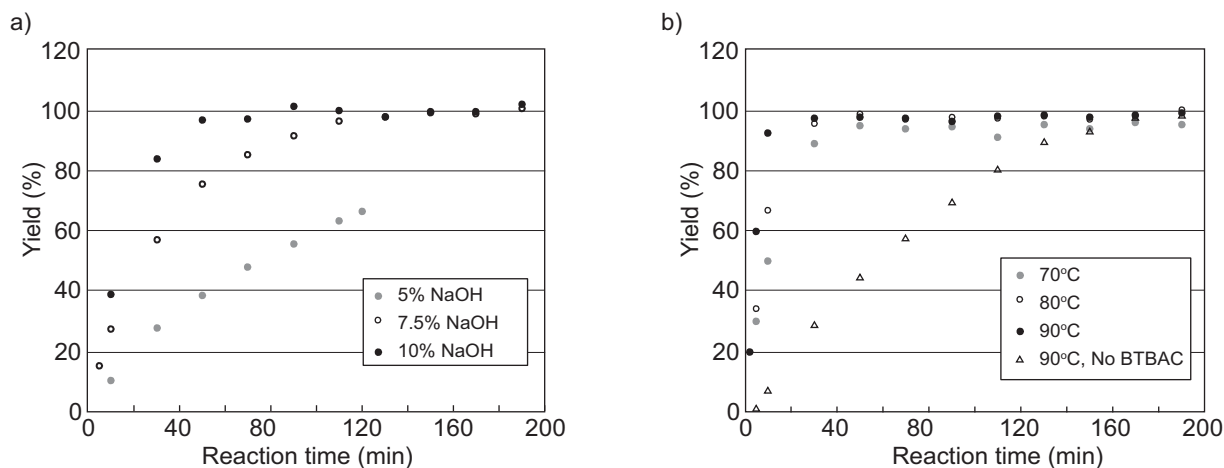 a)
120
100
80
60
40
20
0
Yield (%)
0 40 80 120 160 200
Reaction time (min)
5% NaOH
7.5% NaOH
10% NaOH
b)
120
100
80
60
40
20
0
Yield (%)
0 40 80 120 160 200
Reaction time (min)
70°C
80°C
90°C
90°C, No BTBAC